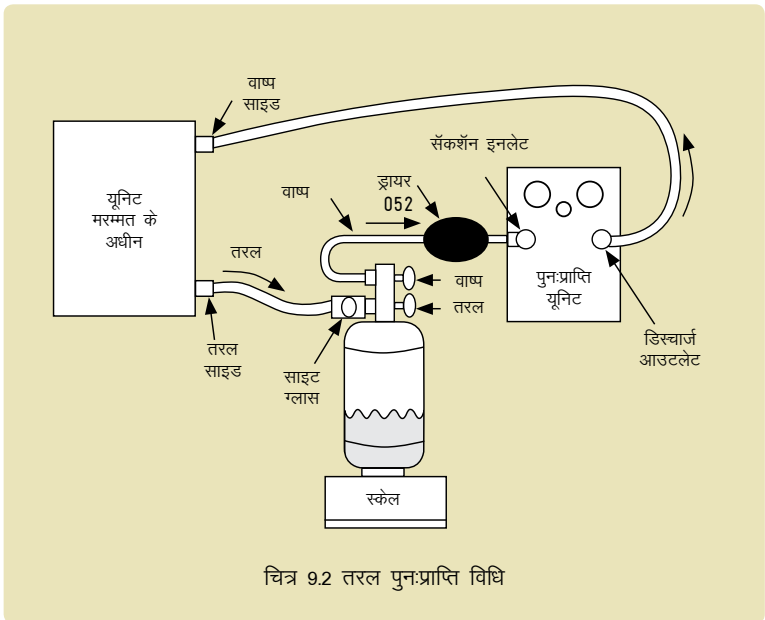 वाष्प
साइड
सॅकशॅन इनलेट
यूनिट
मरम्मत के
अधीन
वाष्प
ड्रायर
052
तरल
वाष्प
तरल
पुनःप्राप्ति
यूनिट
तरल
साइड
साइट
ग्लास
डिस्चार्ज
आउटलेट
स्केल
चित्र 9.2 तरल पुनःप्राप्ति विधि